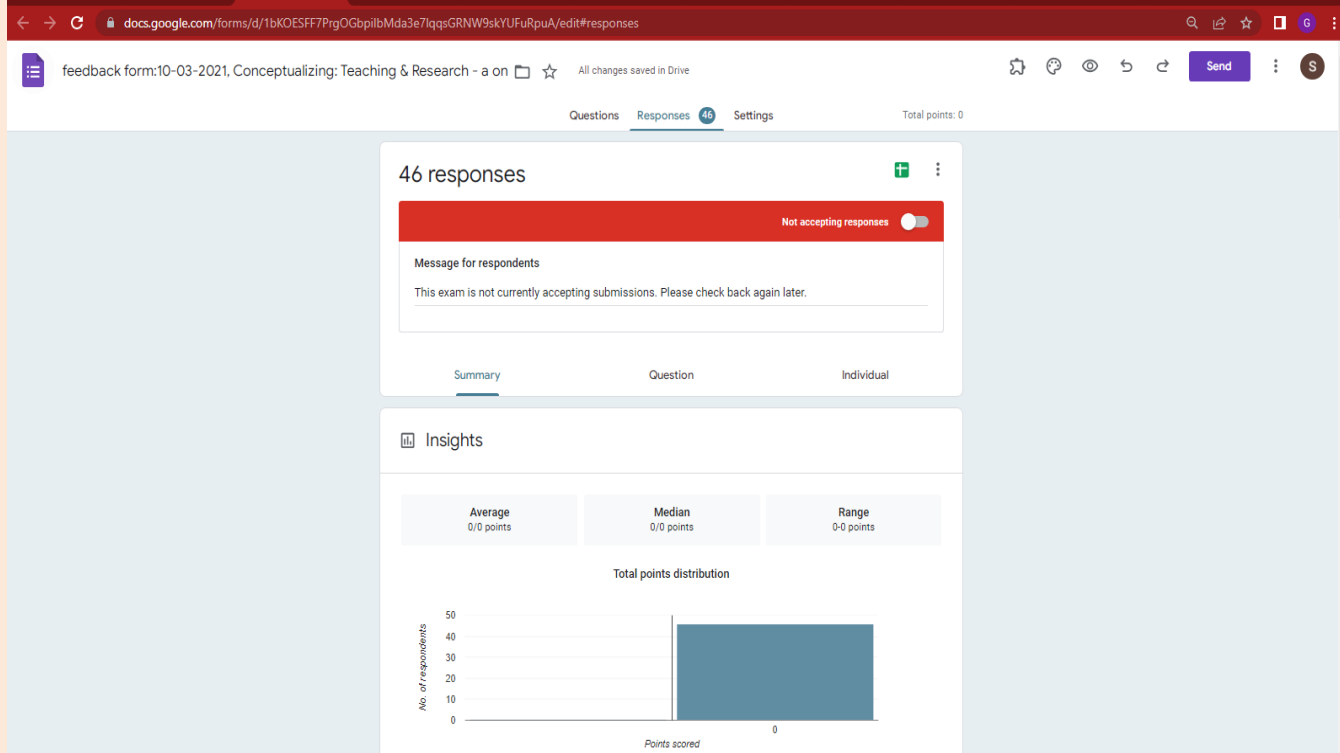 docs.google.com/forms/d/1bKOESFF7PrgOGbpilbMda3e7IqqsGRNW9skYUFuRpuA/edit#responses
G
feedback form:10-03-2021, Conceptualizing: Teaching & Research - a on
All changes saved in Drive
Send
S
Questions
Responses 46
Settings
Total points: 0
46 responses
Not accepting responses
Message for respondents
This exam is not currently accepting submissions. Please check back again later.
Summary
Question
Individual
Insights
Average
0/0 points
Median
0/0 points
Range
0-0 points
Total points distribution
No. of respondents
50
40
30
20
10
0
0
Points scored